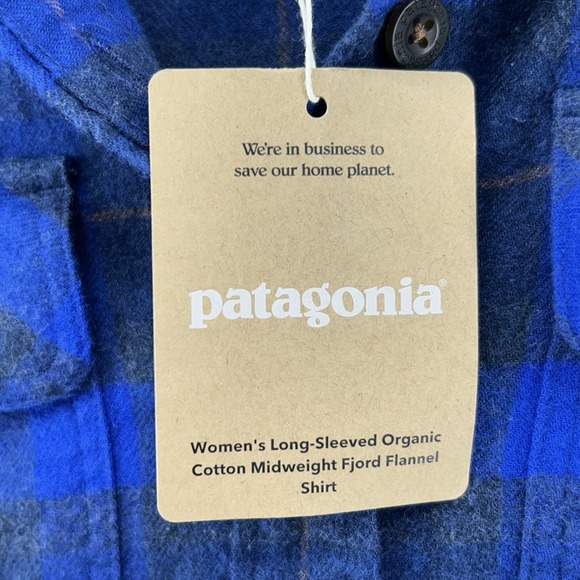 We're in business to
save our home planet.
patagonia®
Women's Long-Sleeved Organic
Cotton Midweight Fjord Flannel
Shirt